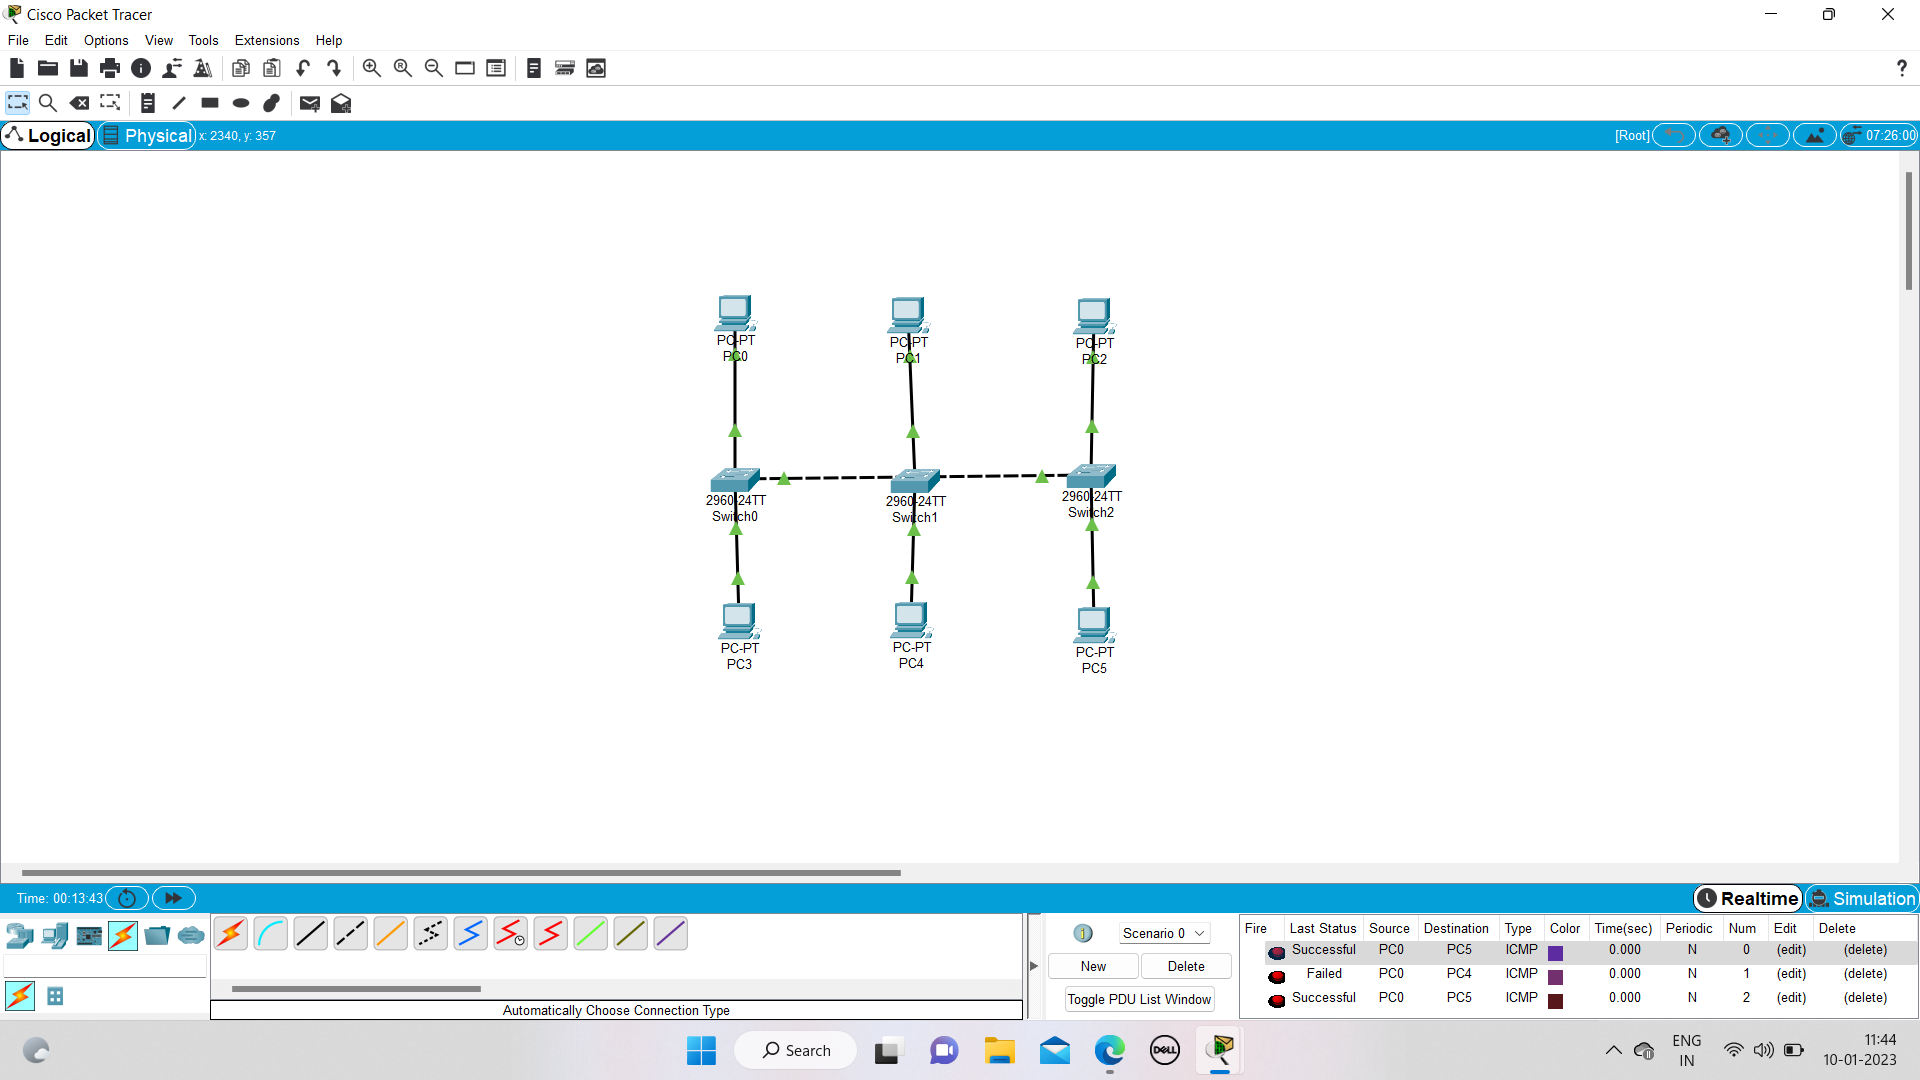 Cisco Packet Tracer
File Edit Options View Tools Extensions Help
Logical Physical x: 2340, y: 357
[Root] 07:26:00
PC-PT
PC0
PC-PT
PC1
PC-PT
PC2
2960-24TT
Switch0
2960-24TT
Switch1
2960-24TT
Switch2
PC-PT
PC3
PC-PT
PC4
PC-PT
PC5
Time: 00:13:43
Realtime Simulation
Scenario 0
New Delete
Toggle PDU List Window
Automatically Choose Connection Type
Fire Last Status Source Destination Type Color Time(sec) Periodic Num Edit Delete
Successful PC0 PC5 ICMP 0.000 N 0 (edit) (delete)
Failed PC0 PC4 ICMP 0.000 N 1 (edit) (delete)
Successful PC0 PC5 ICMP 0.000 N 2 (edit) (delete)
Search
DELL
ENG
IN
11:44
10-01-2023